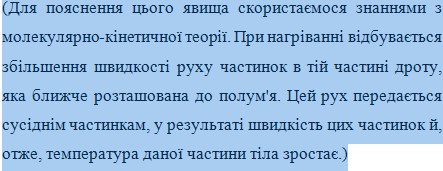 (Для пояснення цього явища скористаємося знаннями з
молекулярно-кінетичної теорії. При нагріванні відбувається
збільшення швидкості руху частинок в тій частині дроту,
яка ближче розташована до полум'я. Цей рух передається
сусіднім частинкам, у результаті швидкість цих частинок й,
отже, температура даної частини тіла зростає.)